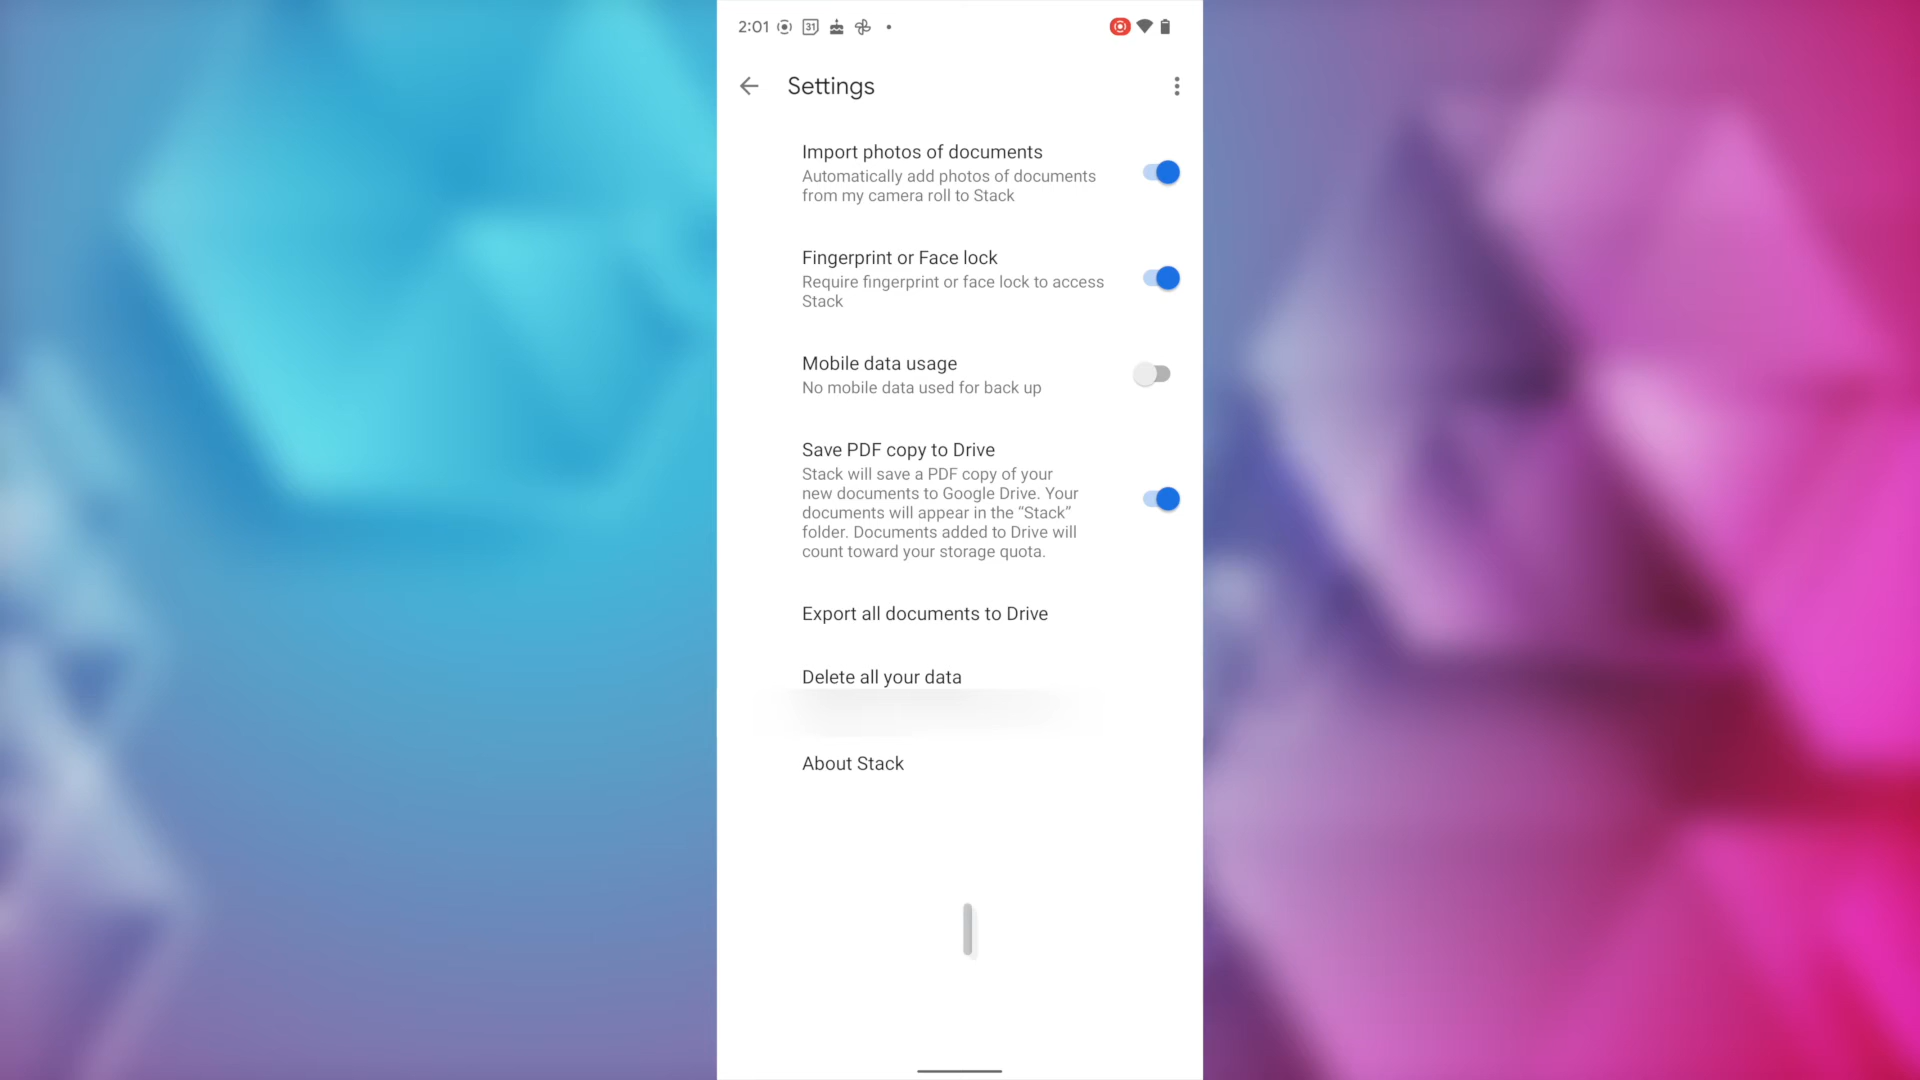 2:01
31
Settings
Import photos of documents
Automatically add photos of documents
from my camera roll to Stack
Fingerprint or Face lock
Require fingerprint or face lock to access
Stack
Mobile data usage
No mobile data used for back up
Save PDF copy to Drive
Stack will save a PDF copy of your
new documents to Google Drive. Your
documents will appear in the “Stack”
folder. Documents added to Drive will
count toward your storage quota.
Export all documents to Drive
Delete all your data
About Stack